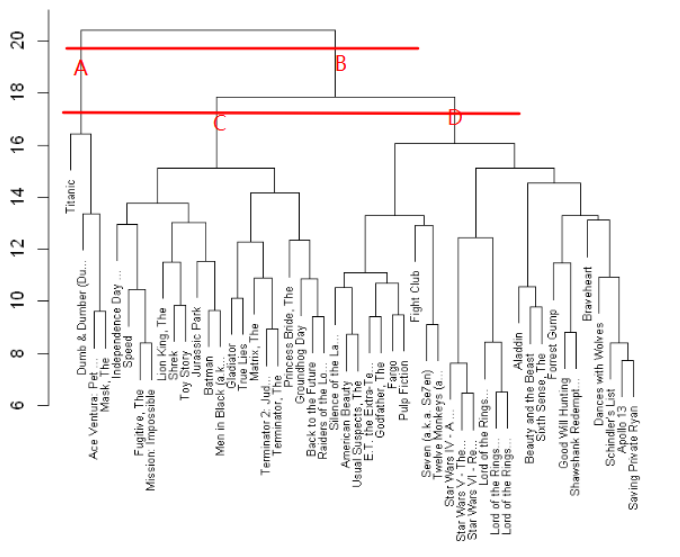 20
18
16
14
12
10
8
6
A
B
C
D
Titanic
Dumb & Dumber (Du...
Ace Ventura: Pet ...
Mask, The
Independence Day ...
Speed
Fugitive, The
Mission: Impossible
Lion King, The
Shrek
Toy Story
Jurassic Park
Batman
Men in Black (a.k...
Gladiator
True Lies
Matrix, The
Terminator 2: Jud...
Terminator, The
Princess Bride, The
Groundhog Day
Back to the Future
Raiders of the Lo...
Silence of the La...
American Beauty
Usual Suspects, The
E.T. the Extra-Te...
Godfather, The
Fargo
Pulp Fiction
Fight Club
Seven (a.k.a. Se7en)
Twelve Monkeys (a...
Star Wars IV - A ...
Star Wars V - The...
Star Wars VI - Re...
Lord of the Rings...
Lord of the Rings...
Lord of the Rings...
Aladdin
Beauty and the Beast
Sixth Sense, The
Forrest Gump
Good Will Hunting
Shawshank Redempt...
Braveheart
Dances with Wolves
Schindler's List
Apollo 13
Saving Private Ryan